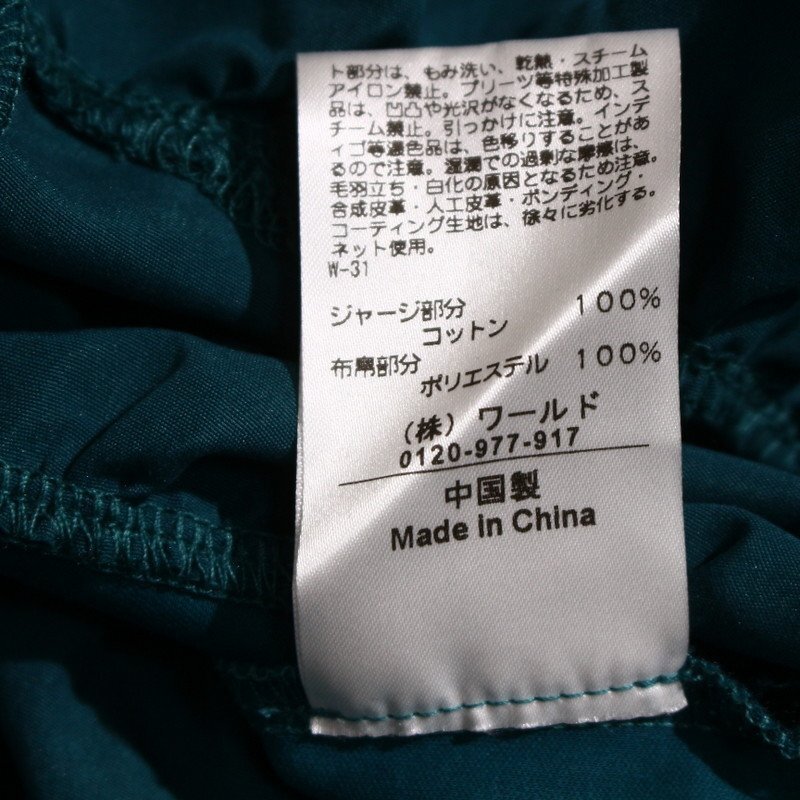 ト部分は、もみ洗い、乾熱・スチーム
アイロン禁止。プリーツ等特殊加工製
品は、凹凸や光沢がなくなるため、ス
チーム禁止。引っかけに注意。インデ
ィゴ等濃色品は、色移りすることがあ
るので注意。湿潤での過剰な摩擦は、
毛羽立ち・白化の原因となるため注意。
合成皮革・人工皮革・ボンディング・
コーティング生地は、徐々に劣化する。
ネット使用。
W-31
ジャージ部分 100%
コットン
布帛部分 100%
ポリエステル
(株)ワールド
0120-977-917
中国製
Made in China